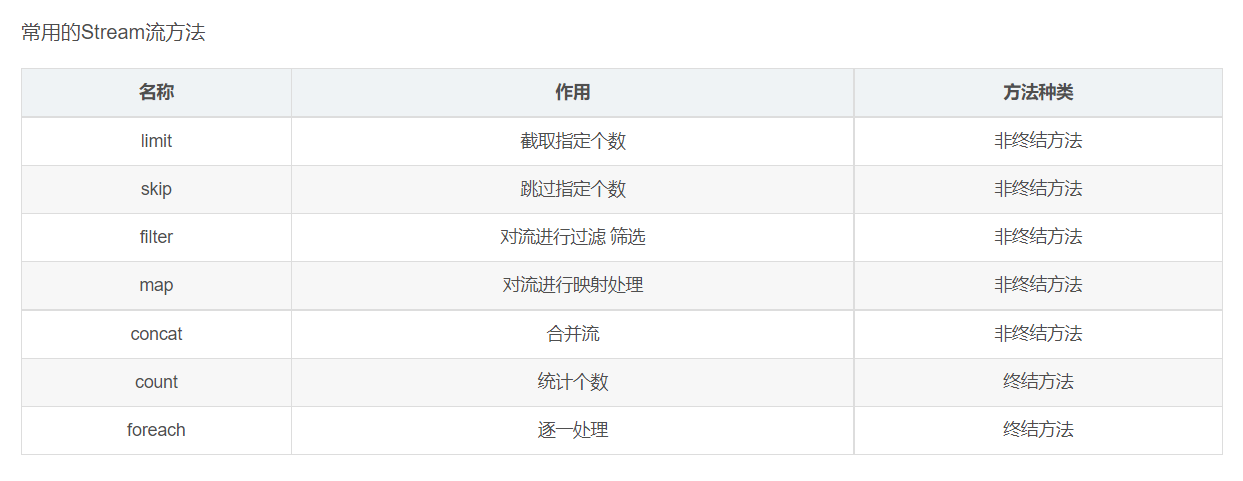 常用的Stream流方法
名称 作用 方法种类
limit 截取指定个数 非终结方法
skip 跳过指定个数 非终结方法
filter 对流进行过滤 筛选 非终结方法
map 对流进行映射处理 非终结方法
concat 合并流 非终结方法
count 统计个数 终结方法
foreach 逐一处理 终结方法